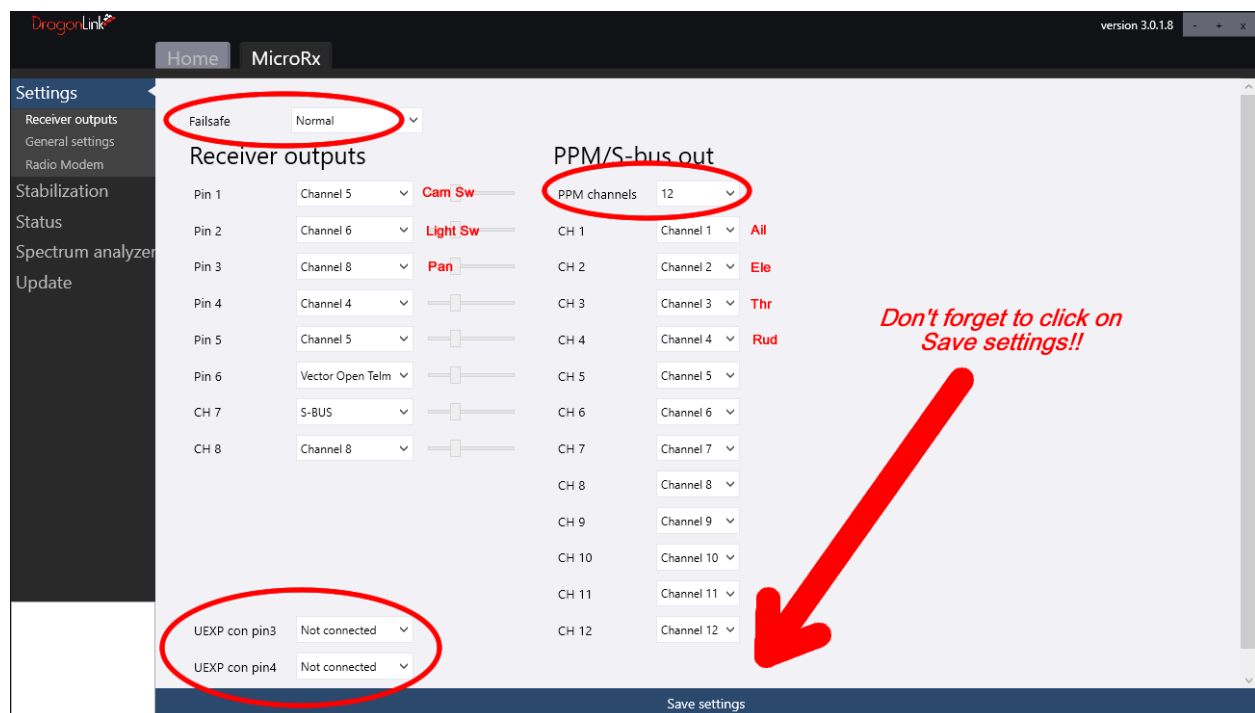 DragonLink
version 3.0.1.8 - + x
Home MicroRx
Settings
Receiver outputs
General settings
Radio Modem
Stabilization
Status
Spectrum analyzer
Update
Failsafe Normal
Receiver outputs
Pin 1 Channel 5 Cam Sw
Pin 2 Channel 6 Light Sw
Pin 3 Channel 8 Pan
Pin 4 Channel 4
Pin 5 Channel 5
Pin 6 Vector Open Telm
CH 7 S-BUS
CH 8 Channel 8
UEXP con pin3 Not connected
UEXP con pin4 Not connected
PPM/S-bus out
PPM channels 12
CH 1 Channel 1 Ail
CH 2 Channel 2 Ele
CH 3 Channel 3 Thr
CH 4 Channel 4 Rud
CH 5 Channel 5
CH 6 Channel 6
CH 7 Channel 7
CH 8 Channel 8
CH 9 Channel 9
CH 10 Channel 10
CH 11 Channel 11
CH 12 Channel 12
Don't forget to click on
Save settings!!
Save settings